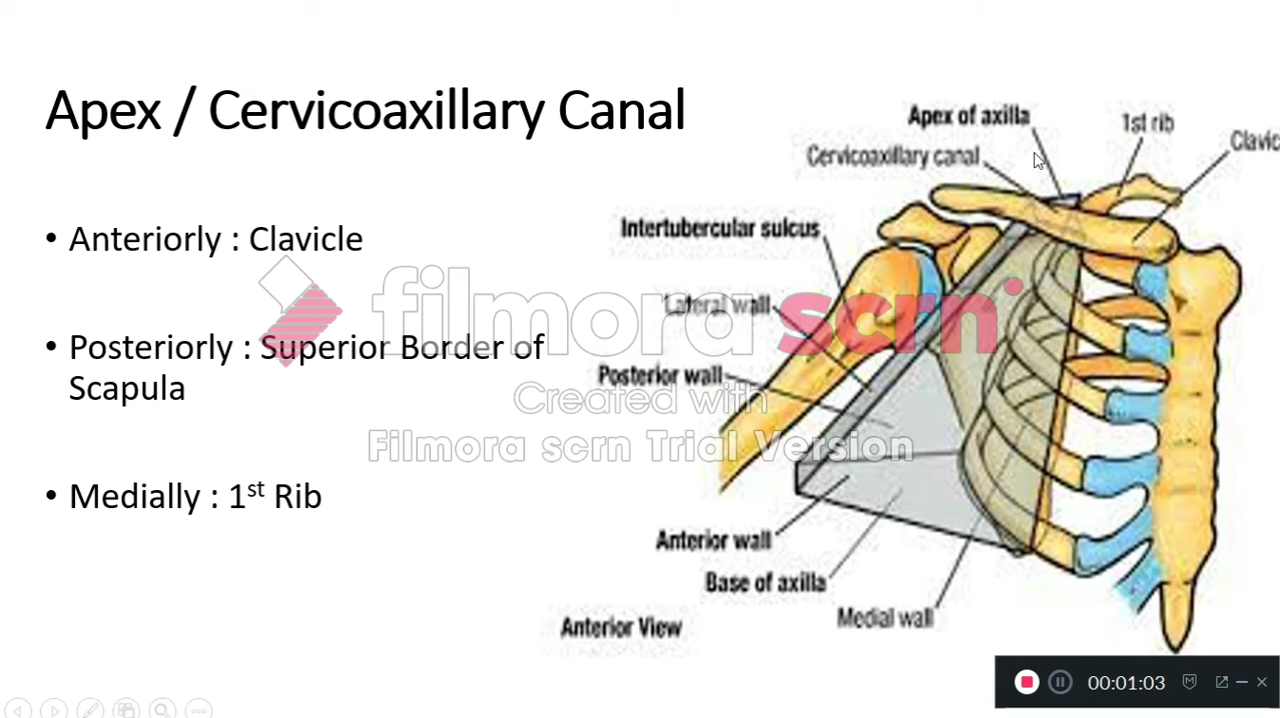 Apex / Cervicoaxillary Canal
• Anteriorly : Clavicle
• Posteriorly : Superior Border of
Scapula
• Medially : 1st Rib
Apex of axilla
1st rib
Clavic
Cervicoaxillary canal
Intertubercular sulcus
Lateral wall
Posterior wall
Anterior wall
Base of axilla
Medial wall
Anterior View
filmora scrn
Created with
Filmora scrn Trial Version
00:01:03